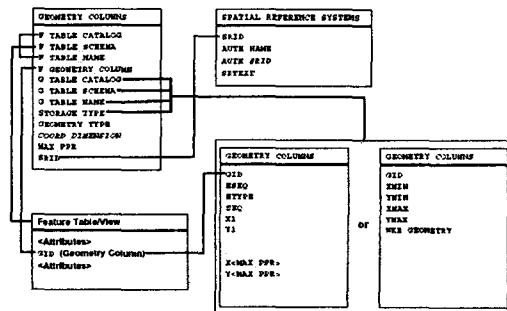 GEOMETRY COLUMNS
F TABLE CATALOG
F TABLE SCHEMA
F TABLE NAME
F GEOMETRY COLUMN
G TABLE CATALOG
G TABLE SCHEMA
G TABLE NAME
STORAGE TYPE
GEOMETRY TYPE
COORD DIMENSION
MAX PPR
SRID
SPATIAL REFERENCE SYSTEMS
SRID
AUTH NAME
AUTH SRID
SRTEXT
Feature Table/View
<Attributes>
GID (Geometry Column)
<Attributes>
GEOMETRY COLUMNS
GID
ESEQ
ETYPE
SEQ
X1
Y1
X<MAX PPR>
Y<MAX PPR>
or
GEOMETRY COLUMNS
GID
XMIN
YMIN
XMAX
YMAX
WKB GEOMETRY